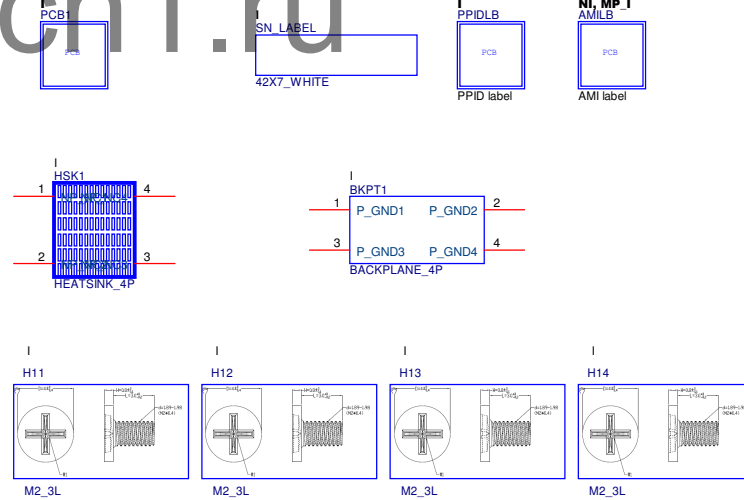 I
I
I
NI, MP_I
PCB1
SN_LABEL
PPIDLB
AMILB
PCB
PCB
PCB
42X7_WHITE
PPID label
AMI label
cn1.ru
I
HSK1
1
4
2
3
HEATSINK_4P
I
BKPT1
1
P_GND1
P_GND2
2
3
P_GND3
P_GND4
4
BACKPLANE_4P
I
I
I
I
H11
H12
H13
H14
M2_3L
M2_3L
M2_3L
M2_3L